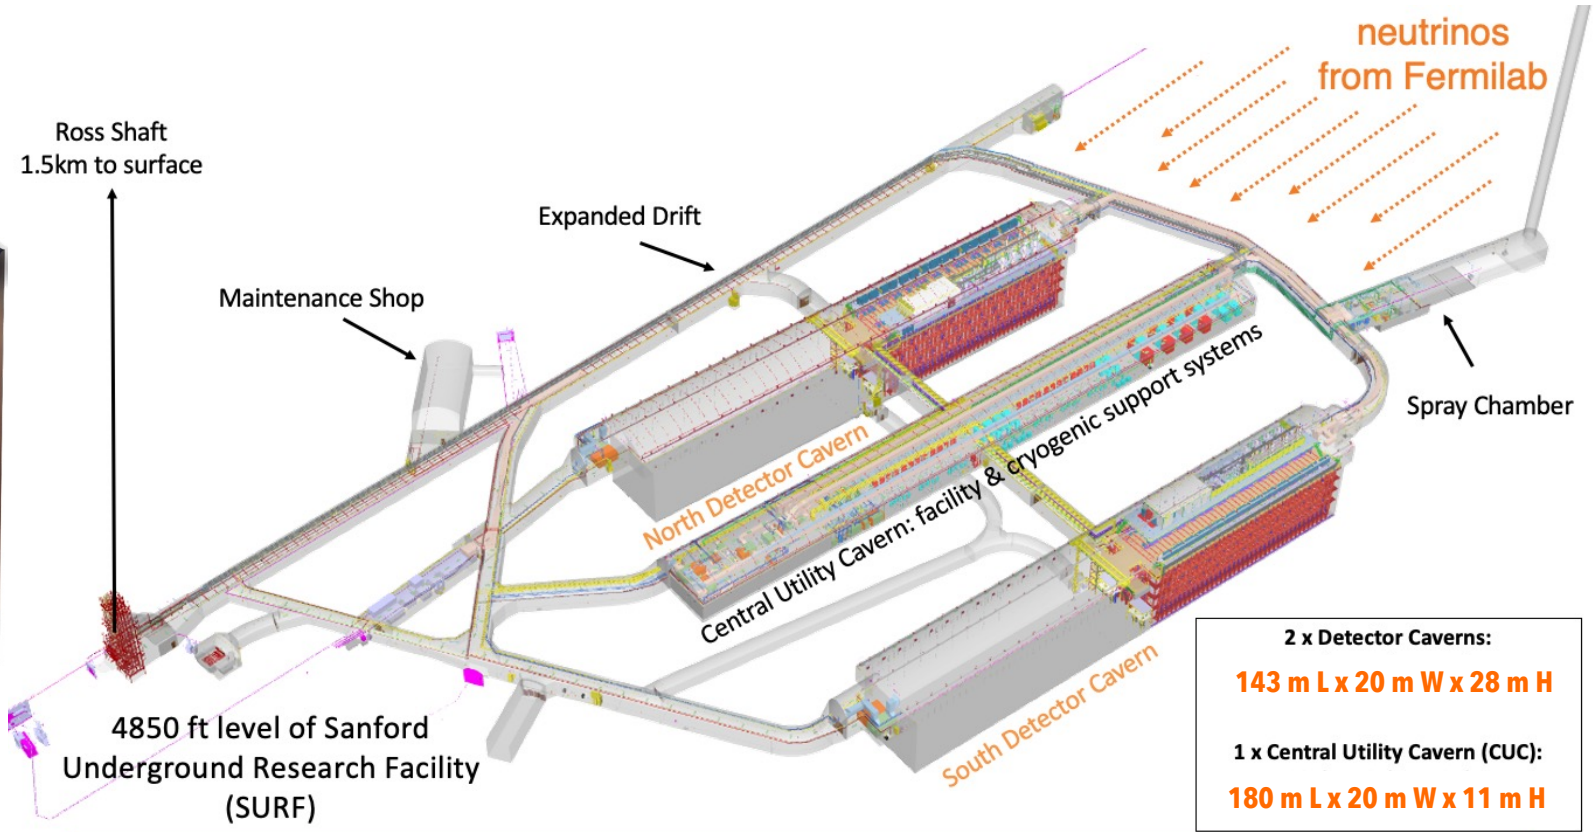 neutrinos
from Fermilab
Ross Shaft
1.5km to surface
Expanded Drift
Maintenance Shop
Spray Chamber
North Detector Cavern
Central Utility Cavern: facility & cryogenic support systems
South Detector Cavern
4850 ft level of Sanford
Underground Research Facility
(SURF)
2 x Detector Caverns:
143 m L x 20 m W x 28 m H
1 x Central Utility Cavern (CUC):
180 m L x 20 m W x 11 m H